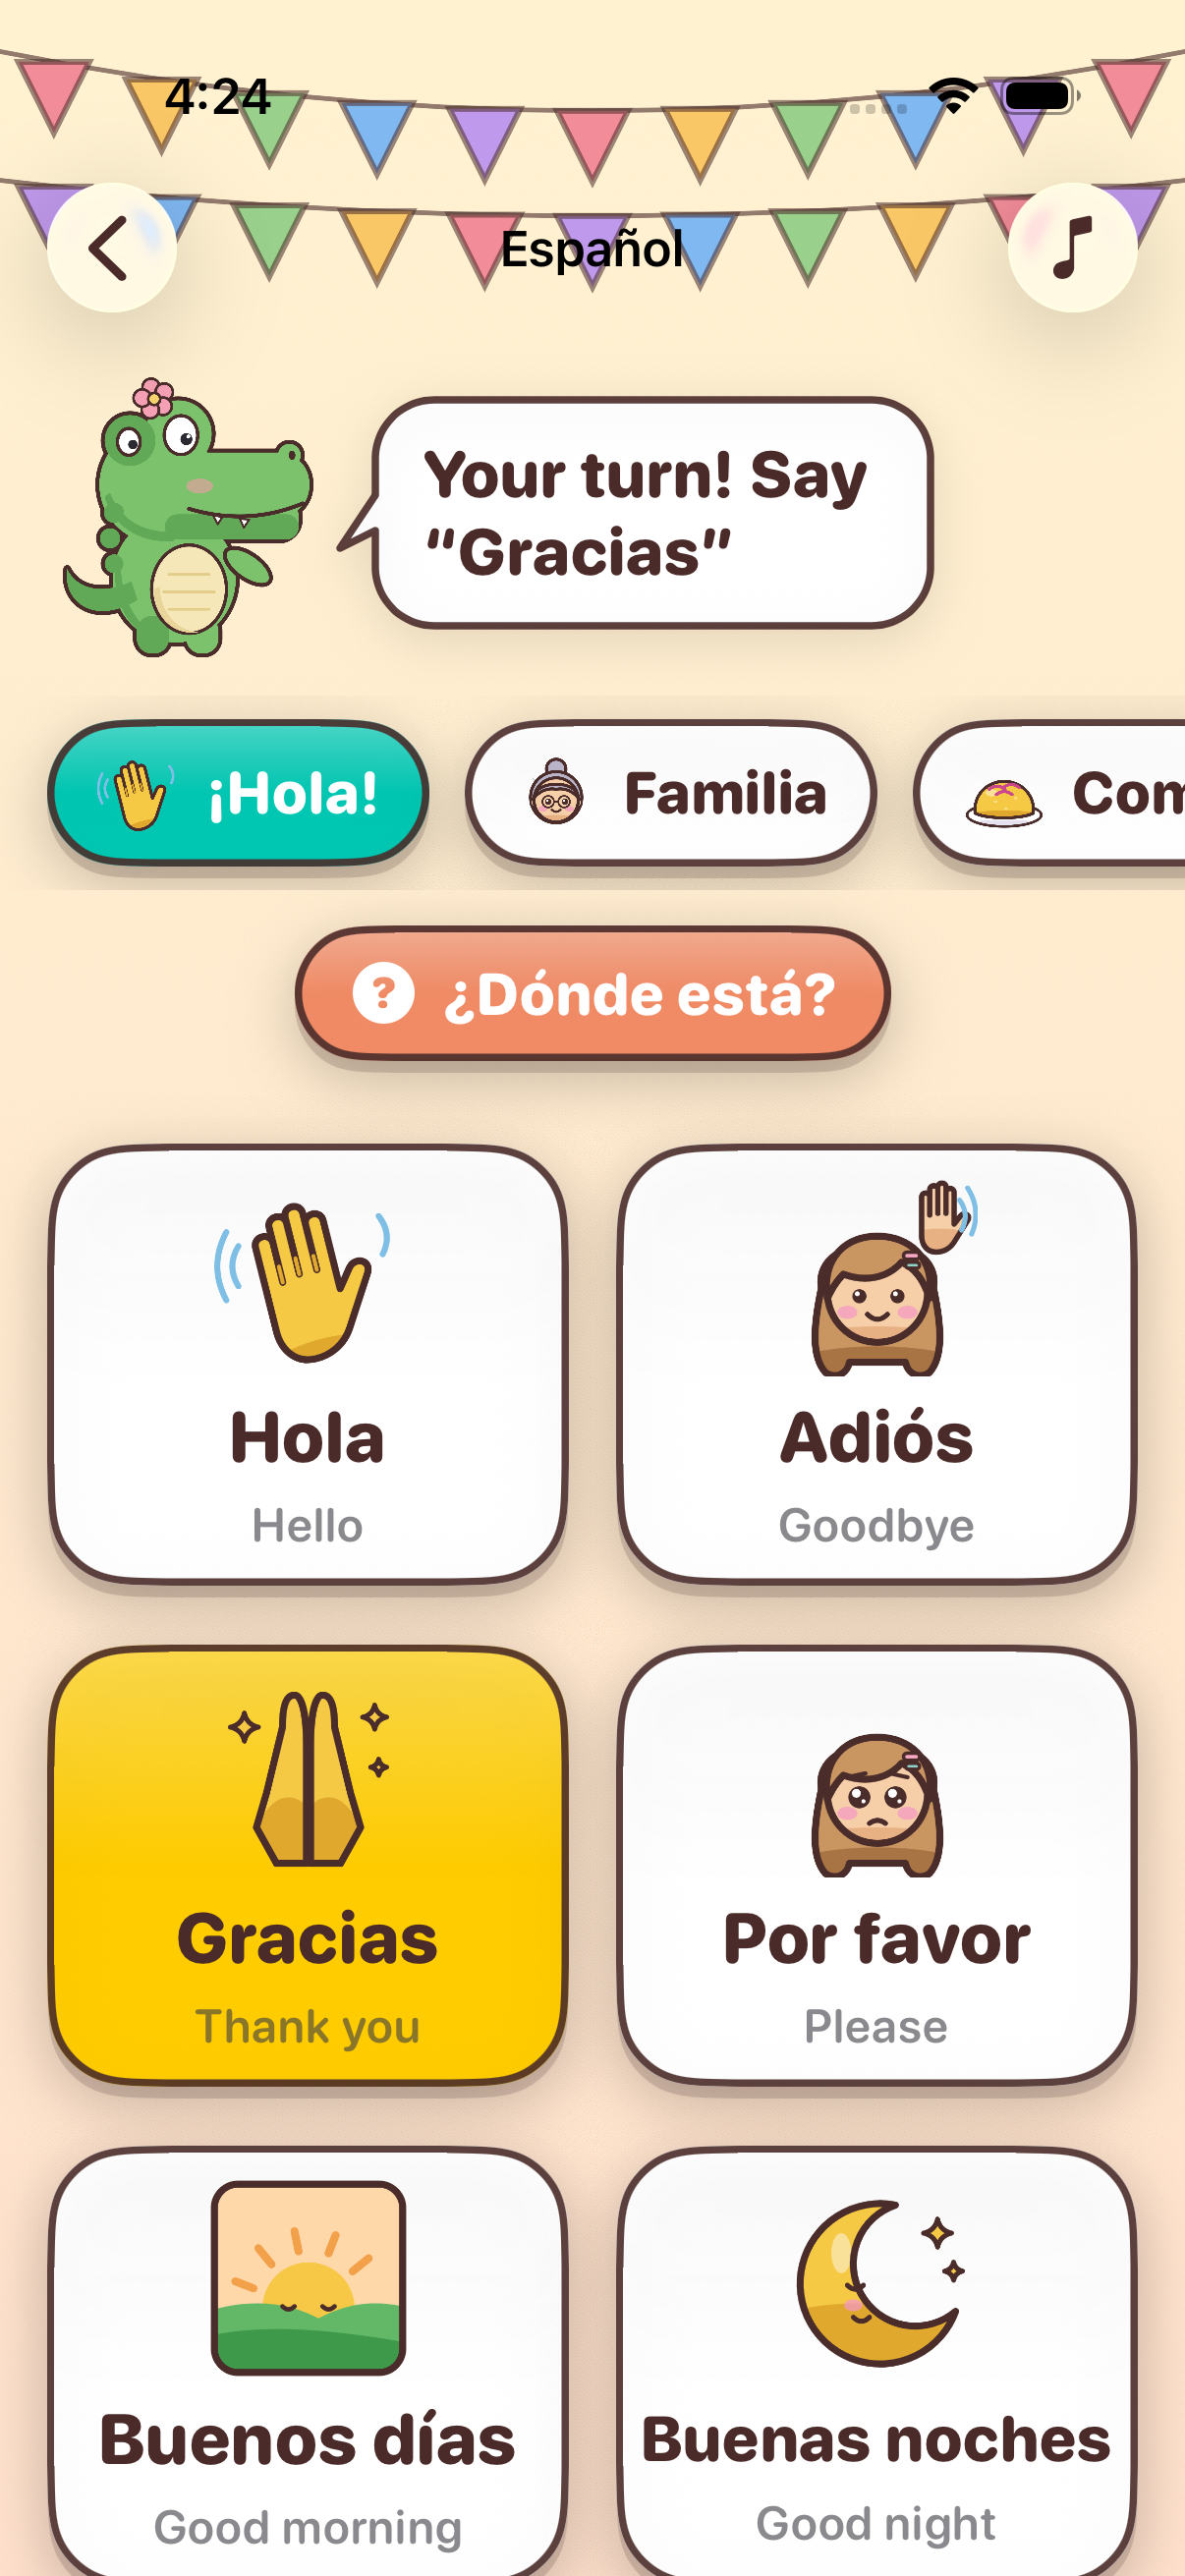 4:24
Español
Your turn! Say
“Gracias”
¡Hola!
Familia
Com
? ¿Dónde está?
Hola
Hello
Adiós
Goodbye
Gracias
Thank you
Por favor
Please
Buenos días
Good morning
Buenas noches
Good night